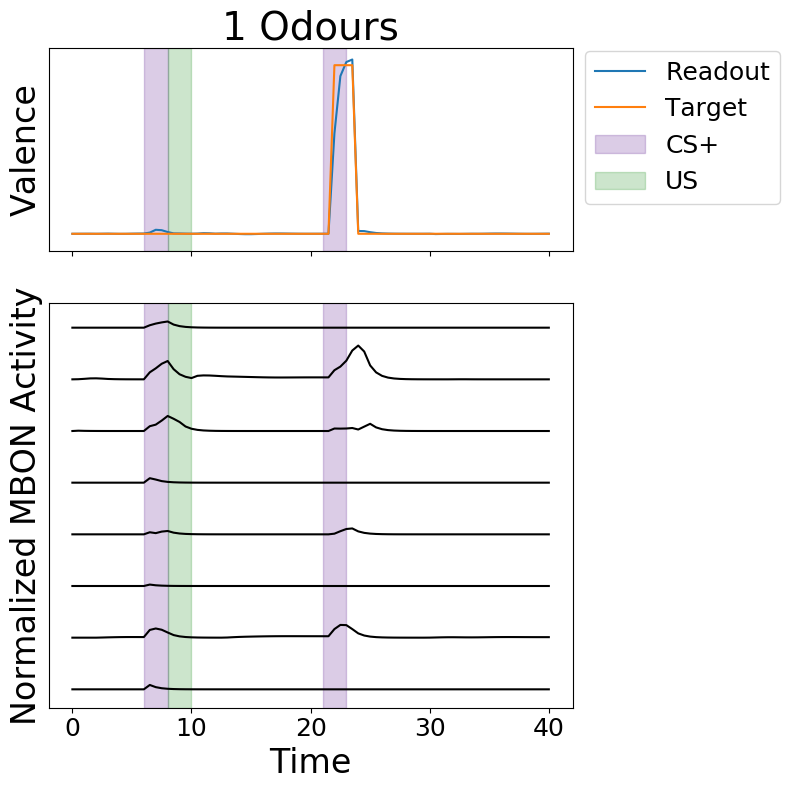 1 Odours
Valence
Readout
Target
CS+
US
Normalized MBON Activity
0 10 20 30 40
Time